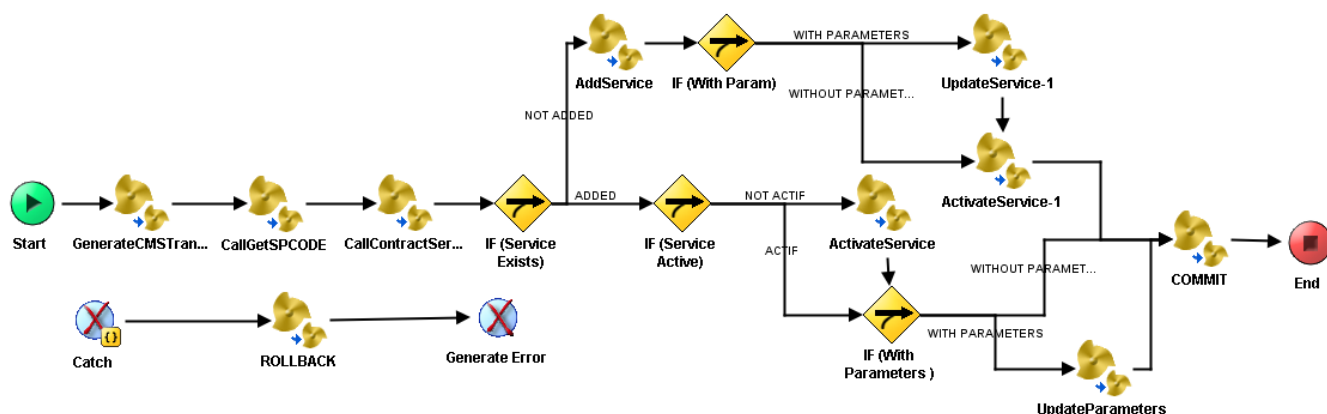 WITH PARAMETERS
AddService
IF (With Param)
UpdateService-1
WITHOUT PARAMET...
NOT ADDED
ADDED
NOT ACTIF
ActivateService-1
Start
GenerateCMSTran...
CallGetSPCODE
CallContractSer...
IF (Service
Exists)
IF (Service
Active)
ActivateService
ACTIF
WITHOUT PARAMET...
COMMIT
End
Catch
{}
ROLLBACK
Generate Error
WITH PARAMETERS
IF (With
Parameters )
UpdateParameters